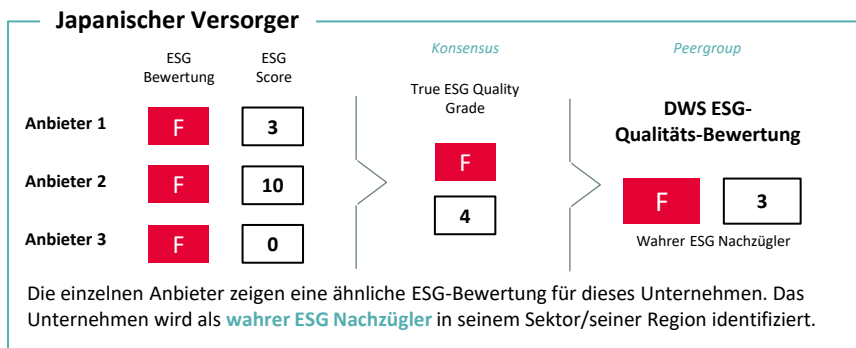 Japanischer Versorger
ESG Bewertung
ESG Score
Anbieter 1
F
3
Anbieter 2
F
10
Anbieter 3
F
0
Konsensus
True ESG Quality
Grade
F
4
Peergroup
DWS ESG-
Qualitäts-Bewertung
F
3
Wahrer ESG Nachzügler
Die einzelnen Anbieter zeigen eine ähnliche ESG-Bewertung für dieses Unternehmen. Das
Unternehmen wird als wahrer ESG Nachzügler in seinem Sektor/seiner Region identifiziert.